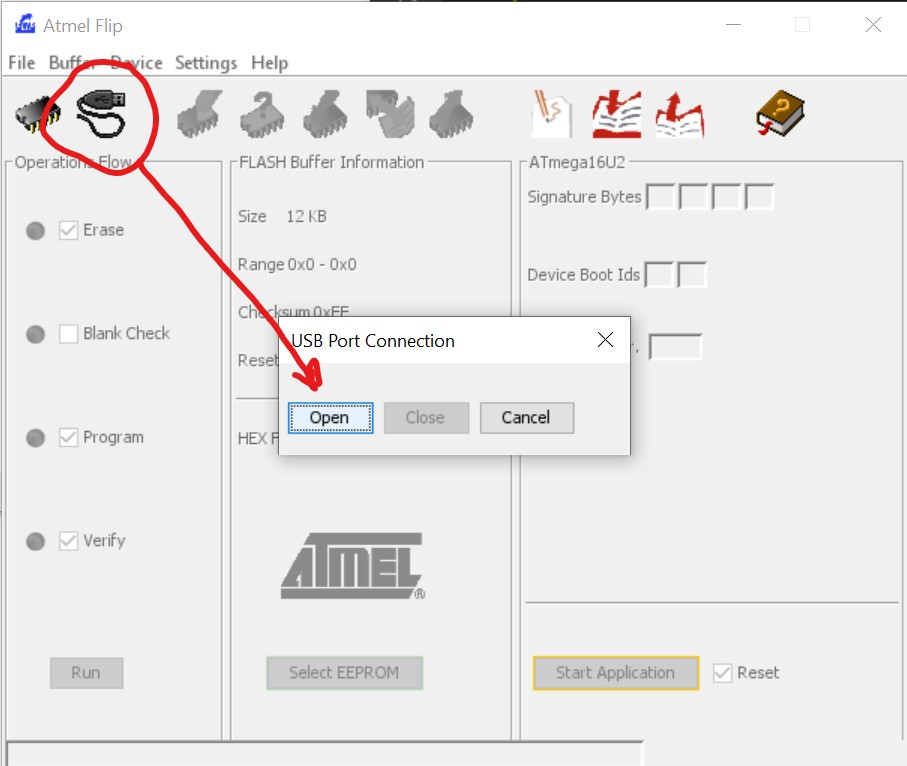 Atmel Flip
File Buffer Device Settings Help
Operations Flow
Erase
Blank Check
Program
Verify
Run
FLASH Buffer Information
Size 12 KB
Range 0x0 - 0x0
Checksum 0xFF
Reset
HEX F
ATMEL®
Select EEPROM
ATmega16U2
Signature Bytes
Device Boot Ids
Start Application Reset
USB Port Connection
Open Close Cancel